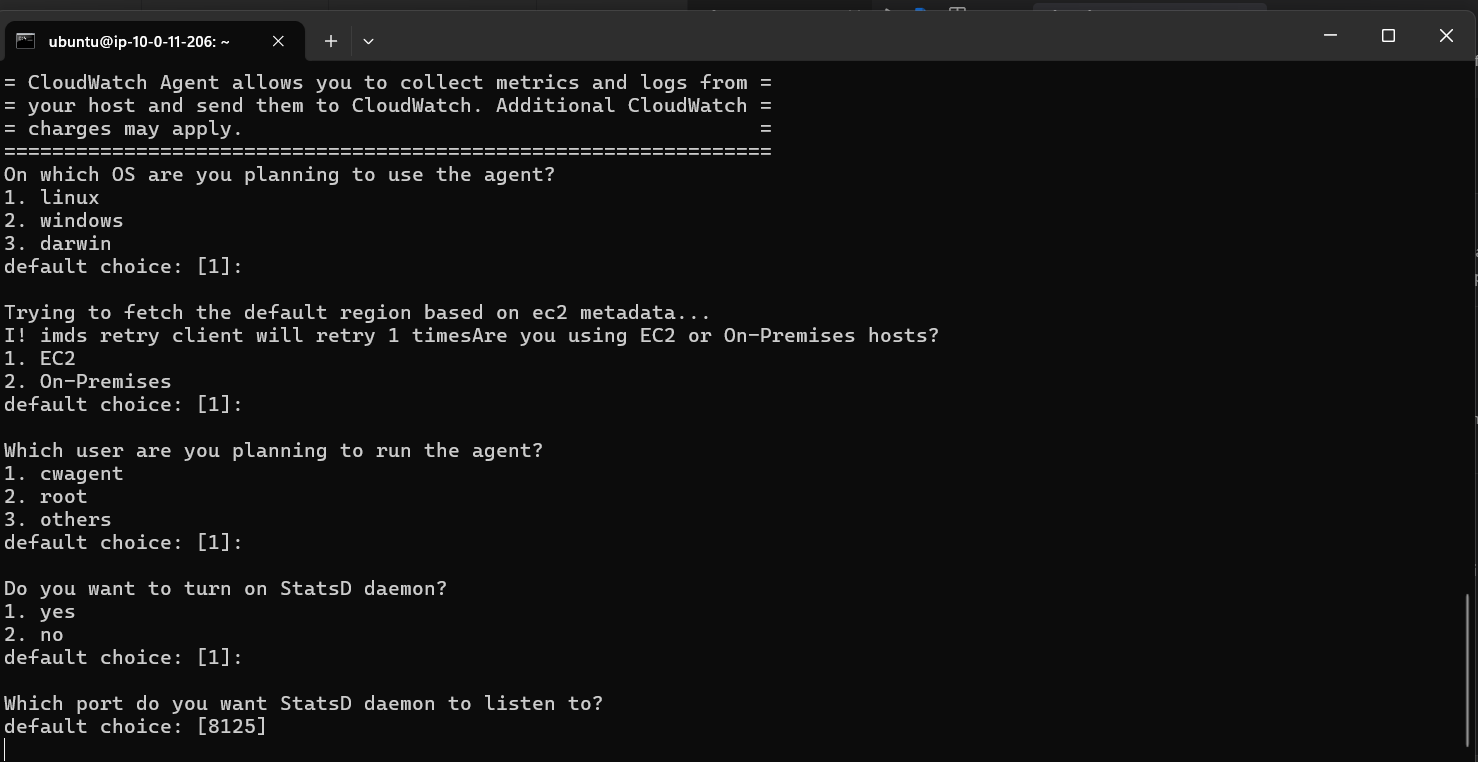 ubuntu@ip-10-0-11-206: ~
= CloudWatch Agent allows you to collect metrics and logs from =
= your host and send them to CloudWatch. Additional CloudWatch =
= charges may apply.                                           =
================================================================
On which OS are you planning to use the agent?
1. linux
2. windows
3. darwin
default choice: [1]:
Trying to fetch the default region based on ec2 metadata...
I! imds retry client will retry 1 timesAre you using EC2 or On-Premises hosts?
1. EC2
2. On-Premises
default choice: [1]:
Which user are you planning to run the agent?
1. cwagent
2. root
3. others
default choice: [1]:
Do you want to turn on StatsD daemon?
1. yes
2. no
default choice: [1]:
Which port do you want StatsD daemon to listen to?
default choice: [8125]